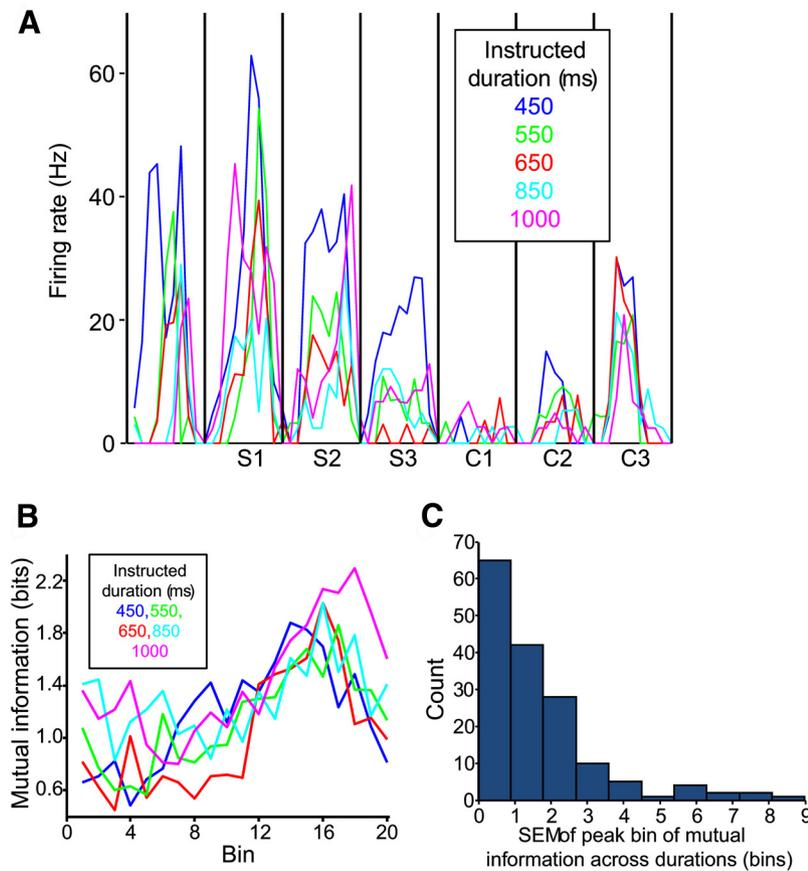 A
Firing rate (Hz)
60
40
20
0
Instructed
duration (ms)
450
550
650
850
1000
S1 S2 S3 C1 C2 C3
B
Mutual information (bits)
2.2
1.8
1.4
1.0
0.6
Instructed
duration (ms)
450,550,
650,850
1000
0 4 8 12 16 20
Bin
C
Count
70
60
50
40
30
20
10
0
0 1 2 3 4 5 6 7 8 9
SEMof peak bin of mutual
information across durations (bins)